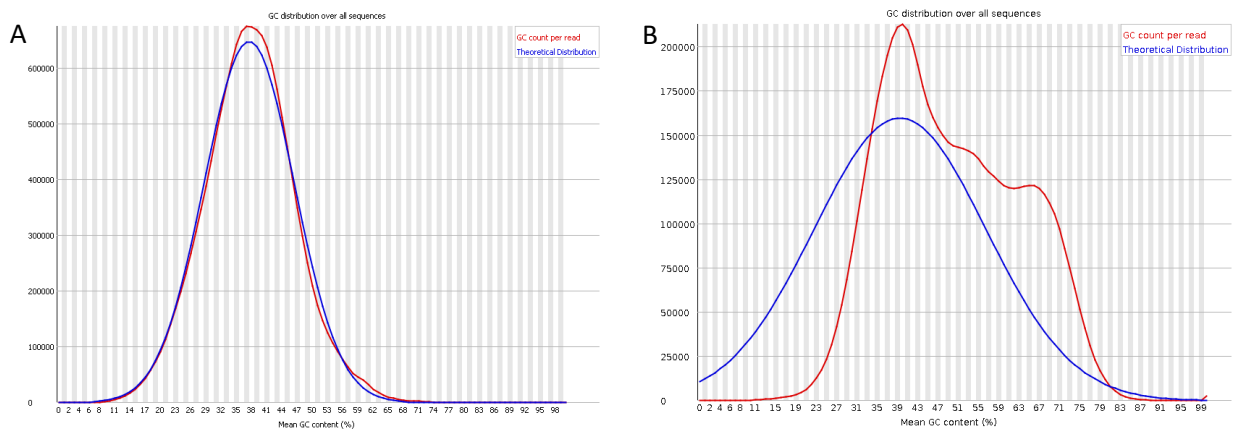 A
GC distribution over all sequences
GC count per read
Theoretical Distribution
600000
500000
400000
300000
200000
100000
0
0 2 4 6 8 11 14 17 20 23 26 29 32 35 38 41 44 47 50 53 56 59 62 65 68 71 74 77 80 83 86 89 92 95 98
Mean GC content (%)
B
GC distribution over all sequences
GC count per read
Theoretical Distribution
200000
175000
150000
125000
100000
75000
50000
25000
0
0 2 4 6 8 11 15 19 23 27 31 35 39 43 47 51 55 59 63 67 71 75 79 83 87 91 95 99
Mean GC content (%)